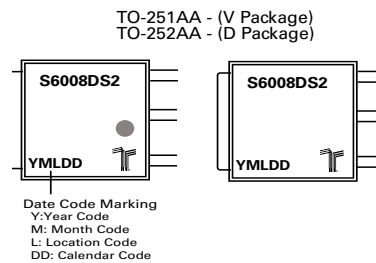 TO-251AA - (V Package)
TO-252AA - (D Package)
S6008DS2
YMLDD
S6008DS2
YMLDD
Date Code Marking
Y:Year Code
M: Month Code
L: Location Code
DD: Calendar Code